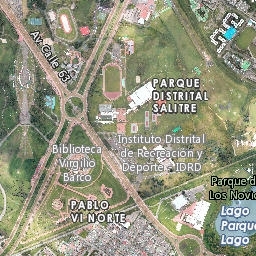 Av. Calle 63
PARQUE
DISTRITAL
SALITRE
Instituto Distrital
de Recreación y
Deporte - IDRD
Biblioteca
Virgilio
Barco
PABLO
VI NORTE
Parque d
Los Novio
Lago
Parque
Lago